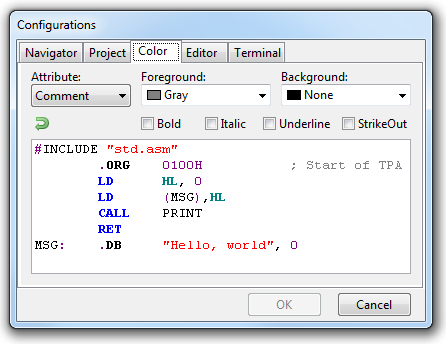 Configurations
Navigator Project Color Editor Terminal
Attribute: Foreground: Background:
Comment Gray None
Bold Italic Underline StrikeOut
#INCLUDE "std.asm"
.ORG 0100H ; Start of TPA
LD HL, 0
LD (MSG),HL
CALL PRINT
RET
MSG: .DB "Hello, world", 0
OK Cancel